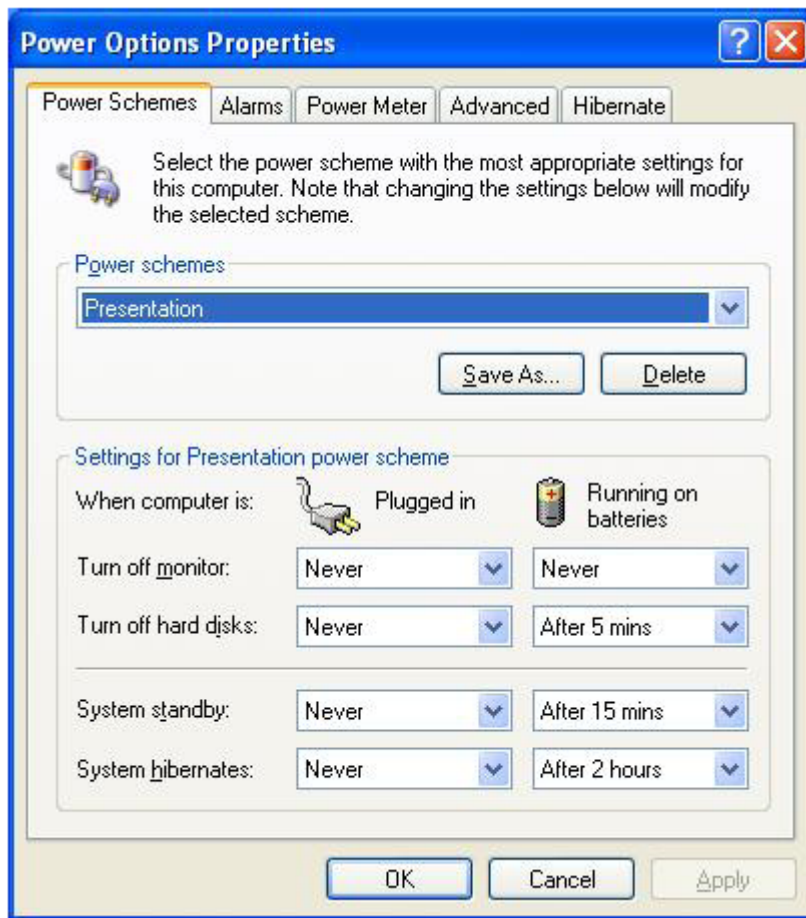 Power Options Properties
Power Schemes Alarms Power Meter Advanced Hibernate
Select the power scheme with the most appropriate settings for
this computer. Note that changing the settings below will modify
the selected scheme.
Power schemes
Presentation
Save As... Delete
Settings for Presentation power scheme
When computer is: Plugged in Running on
batteries
Turn off monitor: Never Never
Turn off hard disks: Never After 5 mins
System standby: Never After 15 mins
System hibernates: Never After 2 hours
OK Cancel Apply